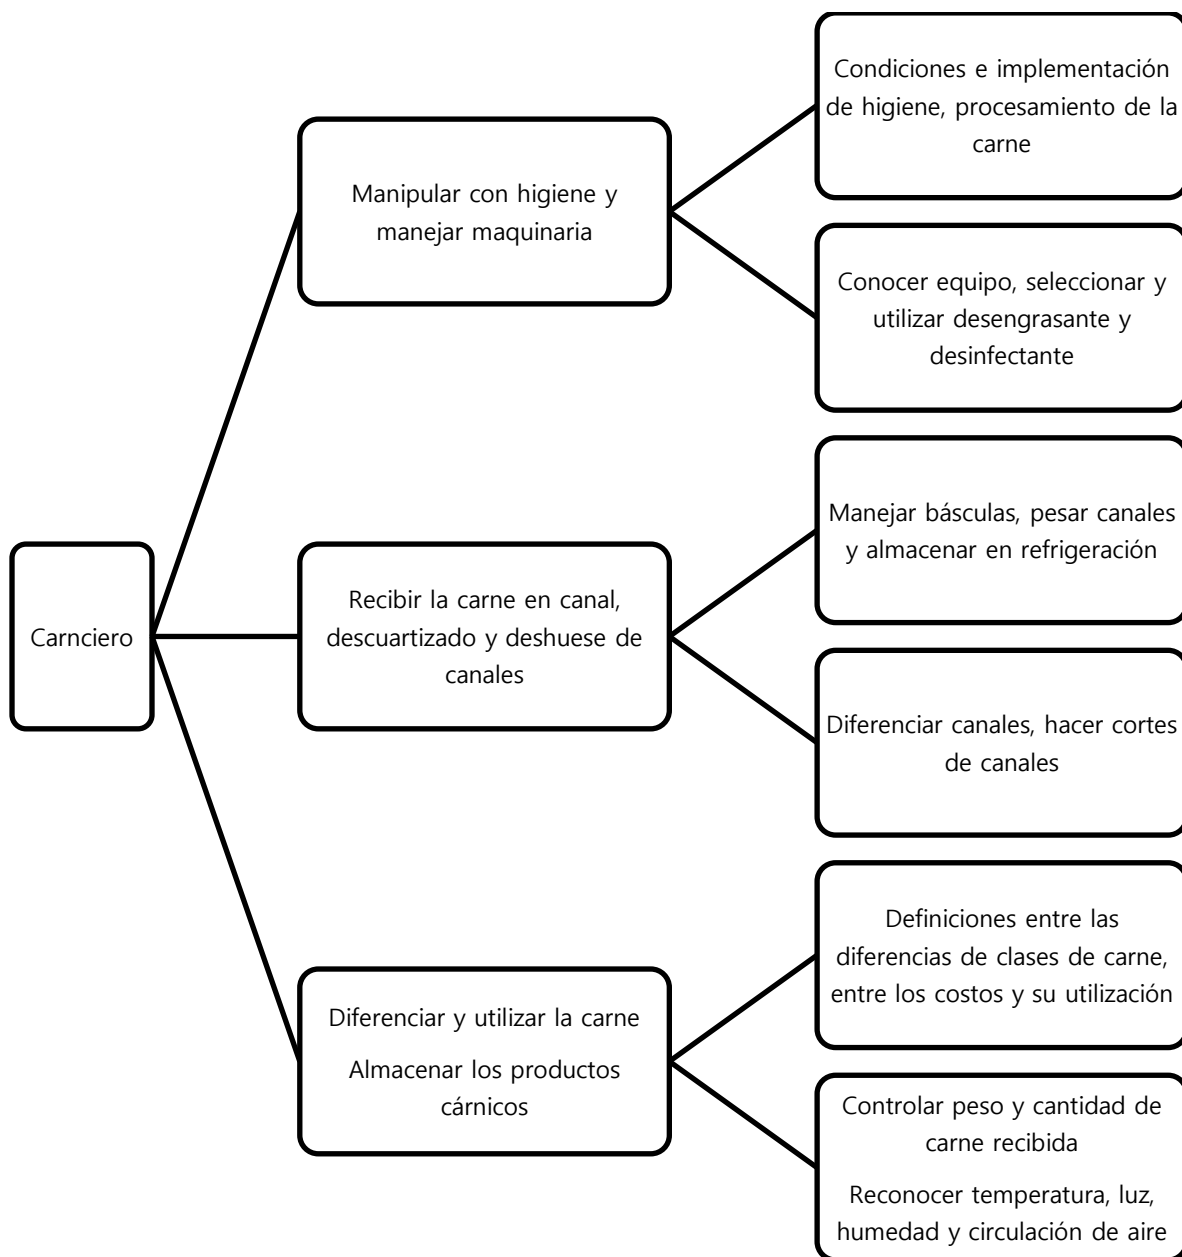 Carnciero
Manipular con higiene y
manejar maquinaria
Condiciones e implementación
de higiene, procesamiento de la
carne
Conocer equipo, seleccionar y
utilizar desengrasante y
desinfectante
Recibir la carne en canal,
descuartizado y deshuese de
canales
Manejar básculas, pesar canales
y almacenar en refrigeración
Diferenciar canales, hacer cortes
de canales
Diferenciar y utilizar la carne
Almacenar los productos
cárnicos
Definiciones entre las
diferencias de clases de carne,
entre los costos y su utilización
Controlar peso y cantidad de
carne recibida
Reconocer temperatura, luz,
humedad y circulación de aire